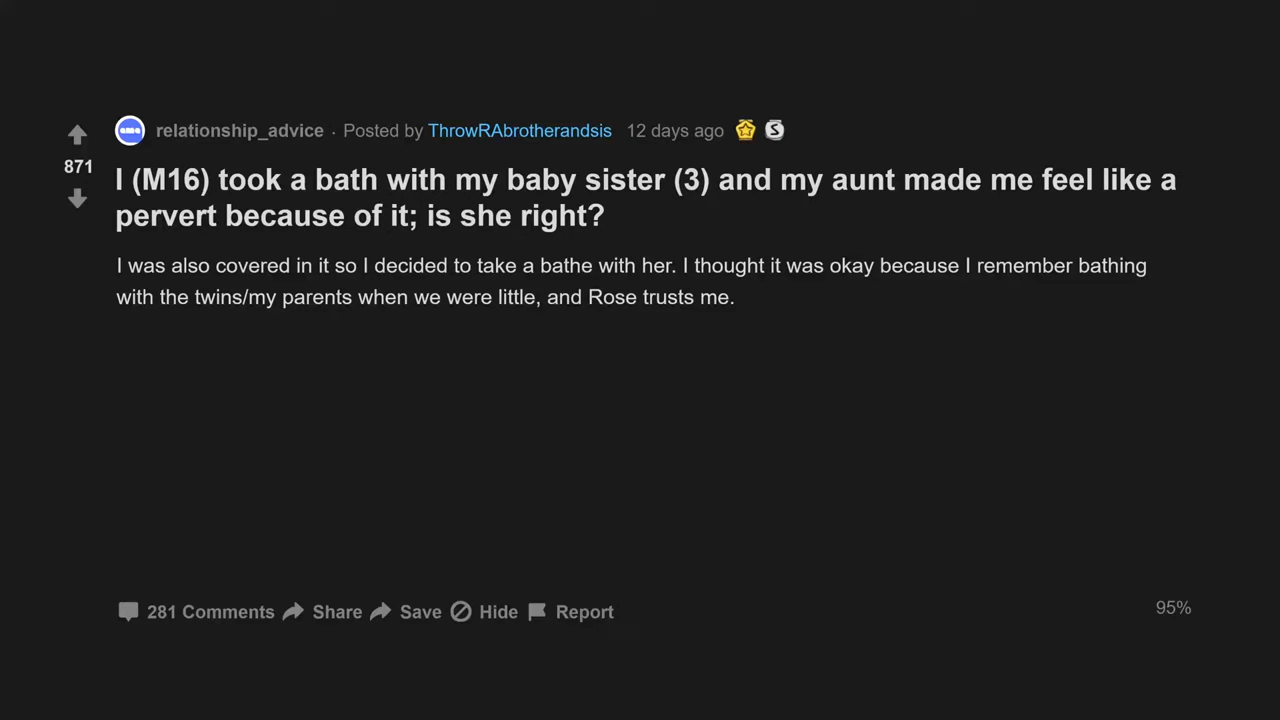 relationship_advice · Posted by ThrowRAbrotherandsis 12 days ago
871
I (M16) took a bath with my baby sister (3) and my aunt made me feel like a
pervert because of it; is she right?
I was also covered in it so I decided to take a bathe with her. I thought it was okay because I remember bathing
with the twins/my parents when we were little, and Rose trusts me.
281 Comments Share Save Hide Report
95%